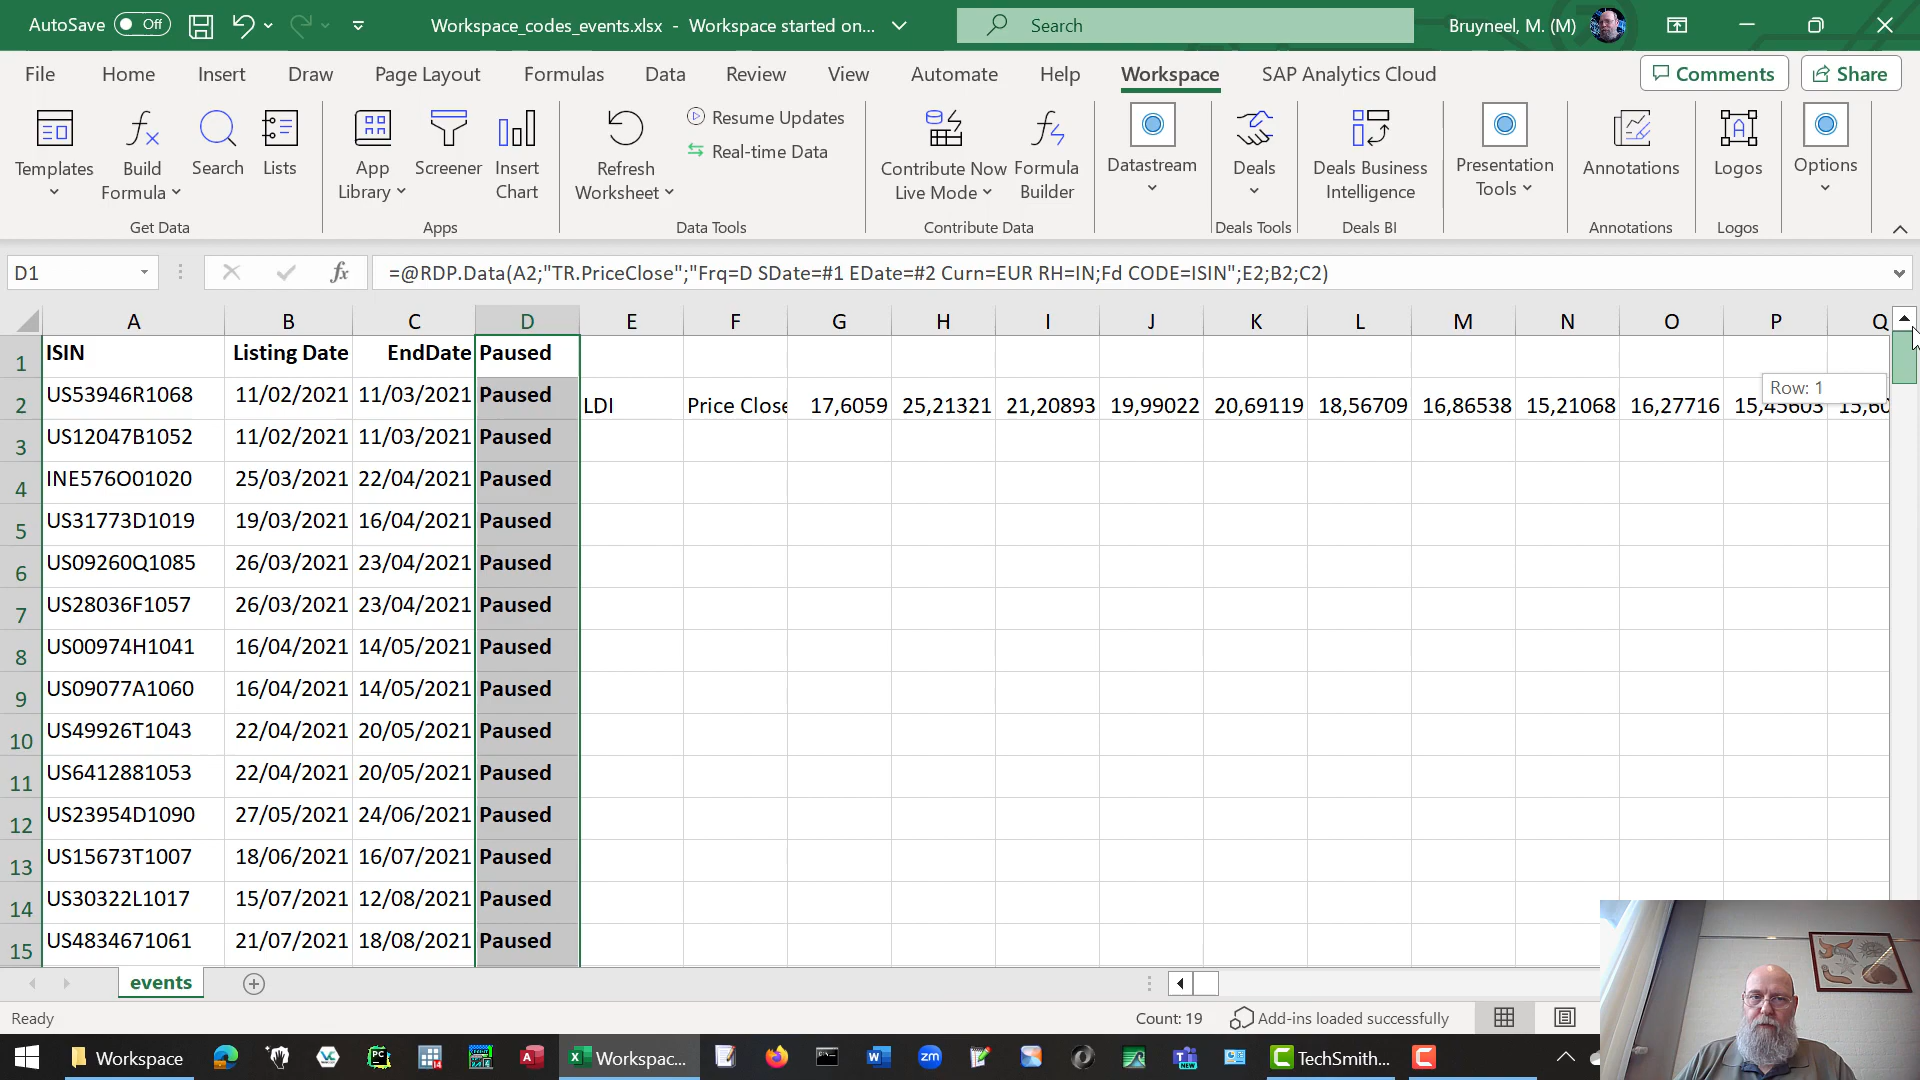 AutoSave Off Workspace_codes_events.xlsx - Workspace started on... Search Bruyneel, M. (M)
File Home Insert Draw Page Layout Formulas Data Review View Automate Help Workspace SAP Analytics Cloud Comments Share
Templates Build Formula Search Lists
Get Data
App Library Screener Insert Chart
Apps
Refresh Worksheet Resume Updates Real-time Data
Data Tools
Contribute Now Live Mode Formula Builder
Contribute Data
Datastream
Deals
Deals Tools
Deals Business Intelligence
Deals BI
Presentation Tools
Annotations
Annotations
Logos
Logos
Options
D1 fx =@RDP.Data(A2;"TR.PriceClose";"Frq=D SDate=#1 EDate=#2 Curn=EUR RH=IN;Fd CODE=ISIN";E2;B2;C2)
A B C D E F G H I J K L M N O P Q
1 ISIN Listing Date EndDate Paused
Row: 1
2 US53946R1068 11/02/2021 11/03/2021 Paused LDI Price Close 17,6059 25,21321 21,20893 19,99022 20,69119 18,56709 16,86538 15,21068 16,27716 15,45603
3 US12047B1052 11/02/2021 11/03/2021 Paused
4 INE576O01020 25/03/2021 22/04/2021 Paused
5 US31773D1019 19/03/2021 16/04/2021 Paused
6 US09260Q1085 26/03/2021 23/04/2021 Paused
7 US28036F1057 26/03/2021 23/04/2021 Paused
8 US00974H1041 16/04/2021 14/05/2021 Paused
9 US09077A1060 16/04/2021 14/05/2021 Paused
10 US49926T1043 22/04/2021 20/05/2021 Paused
11 US6412881053 22/04/2021 20/05/2021 Paused
12 US23954D1090 27/05/2021 24/06/2021 Paused
13 US15673T1007 18/06/2021 16/07/2021 Paused
14 US30322L1017 15/07/2021 12/08/2021 Paused
15 US4834671061 21/07/2021 18/08/2021 Paused
events
Ready Count: 19 Add-ins loaded successfully
Workspace Workspac... TechSmith...